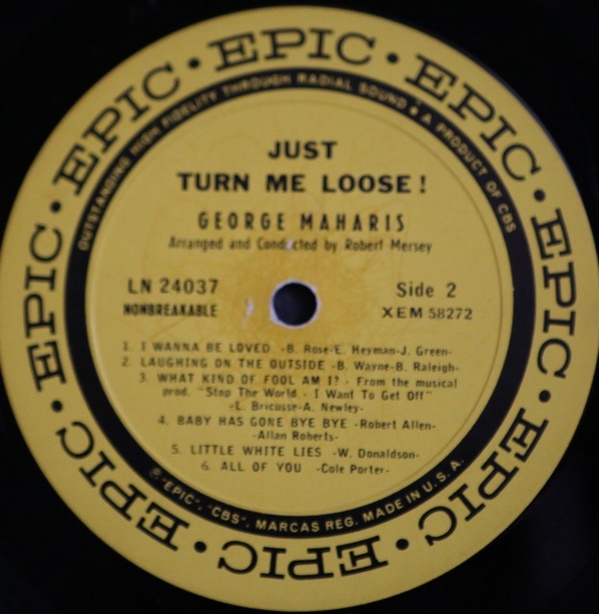 EPIC • EPIC • EPIC • EPIC • EPIC • EPIC • EPIC • EPIC • EPIC •
OUTSTANDING HIGH FIDELITY THROUGH RADIAL SOUND • A PRODUCT OF CBS
JUST
TURN ME LOOSE!
GEORGE MAHARIS
Arranged and Conducted by Robert Mersey
LN 24037
NONBREAKABLE
Side 2
XEM 58272
1. I WANNA BE LOVED -B. Rose-E. Heyman-J. Green-
2. LAUGHING ON THE OUTSIDE -B. Wayne-B. Raleigh-
3. WHAT KIND OF FOOL AM I? - From the musical
prod. "Stop The World - I Want To Get Off"
-L. Bricusse-A. Newley-
4. BABY HAS GONE BYE BYE -Robert Allen-
-Allan Roberts-
5. LITTLE WHITE LIES -W. Donaldson-
6. ALL OF YOU -Cole Porter-
® "EPIC", "CBS", MARCAS REG. MADE IN U.S.A.